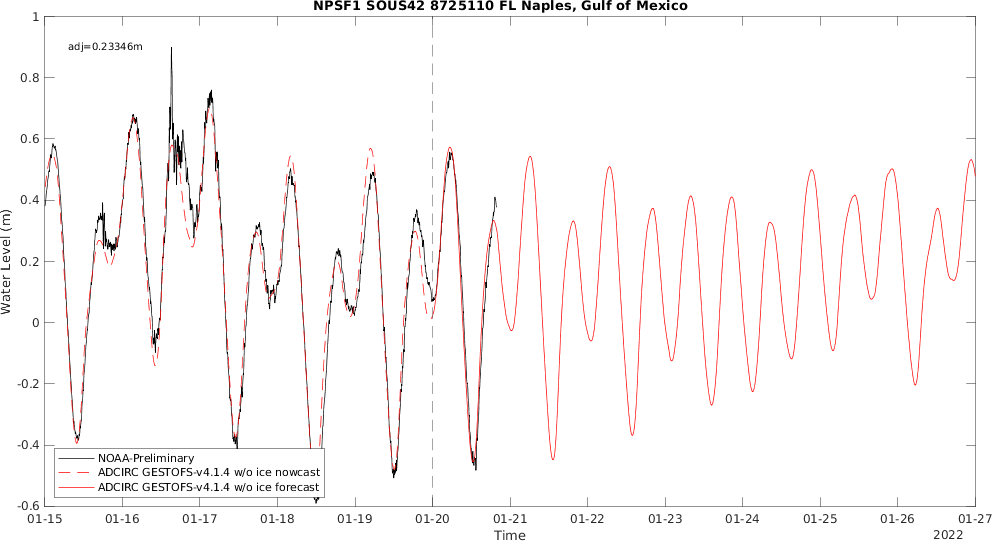 NPSF1 SOUS42 8725110 FL Naples, Gulf of Mexico
adj=0.23346m
Water Level (m)
1
0.8
0.6
0.4
0.2
0
-0.2
-0.4
-0.6
NOAA-Preliminary
ADCIRC GESTOFS-v4.1.4 w/o ice nowcast
ADCIRC GESTOFS-v4.1.4 w/o ice forecast
01-15 01-16 01-17 01-18 01-19 01-20 01-21 01-22 01-23 01-24 01-25 01-26 01-27
Time
2022